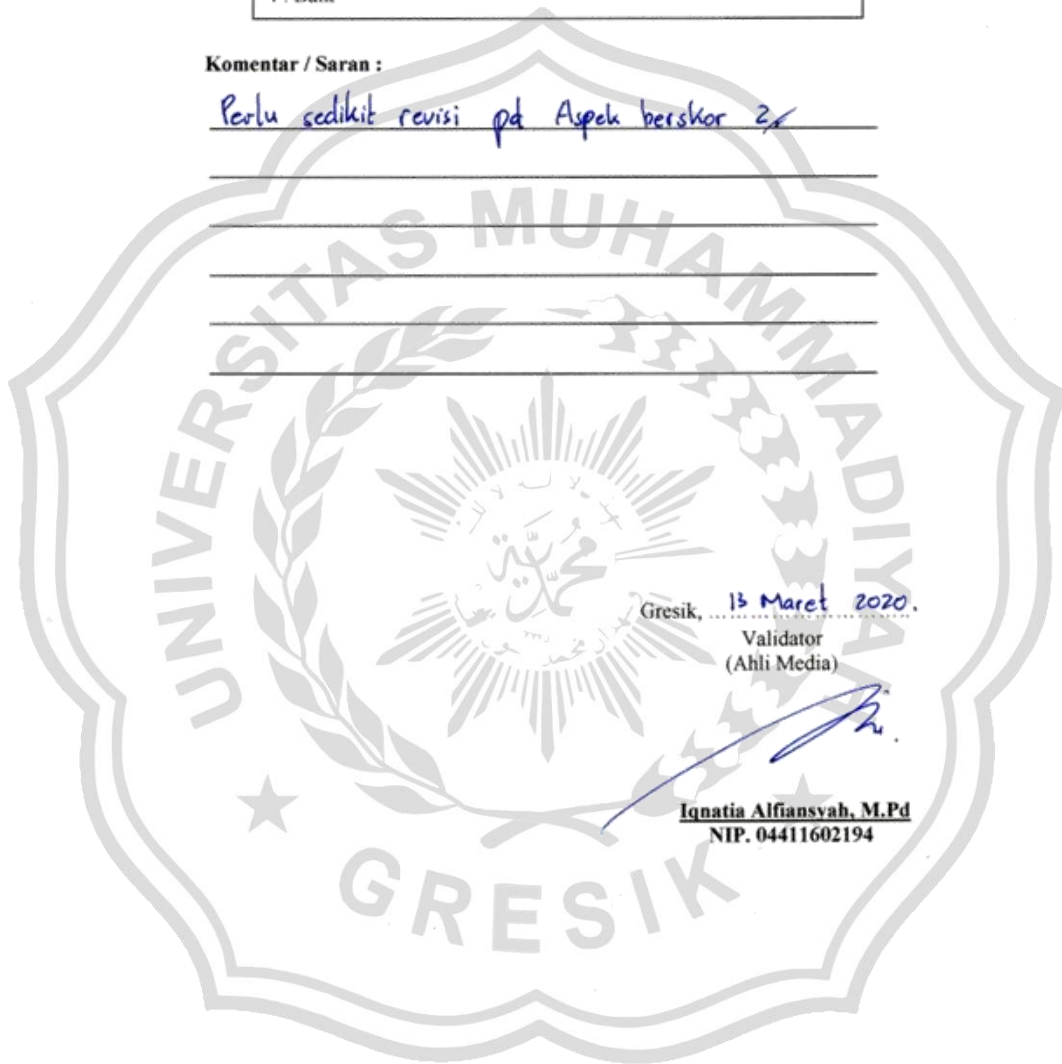 Komentar / Saran :
Perlu sedikit revisi pd Aspek berskor 2
Gresik, 13 Maret 2020.
Validator
(Ahli Media)
Iqnatia Alfiansyah, M.Pd
NIP. 04411602194
UNIVERSITAS MUHAMMADIYAH
GRESIK